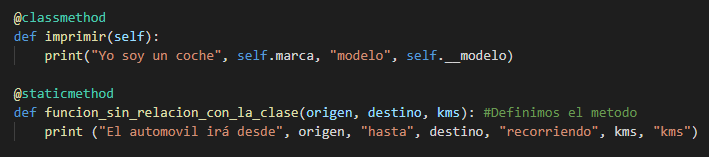 @classmethod
def imprimir(self):
    print("Yo soy un coche", self.marca, "modelo", self.__modelo)

@staticmethod
def funcion_sin_relacion_con_la_clase(origen, destino, kms): #Definimos el metodo
    print ("El automovil irá desde", origen, "hasta", destino, "recorriendo", kms, "kms")